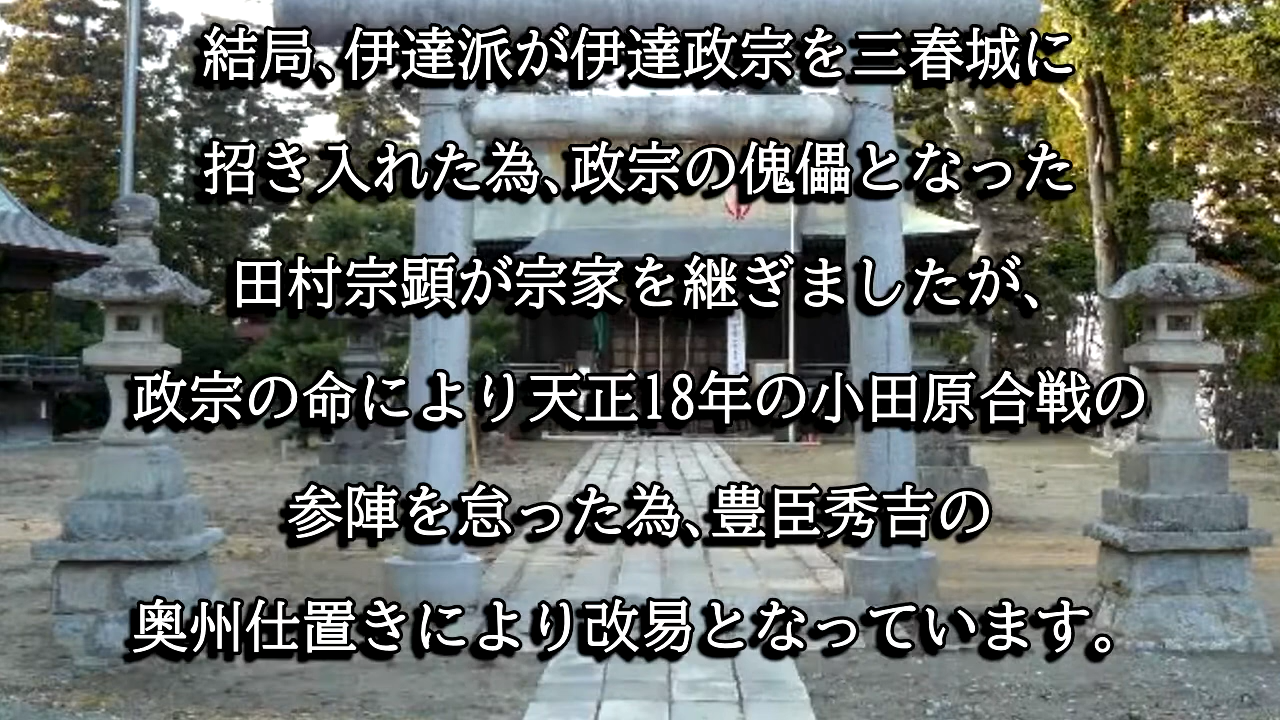 結局、伊達派が伊達政宗を三春城に
招き入れた為、政宗の傀儡となった
田村宗顕が宗家を継ぎましたが、
政宗の命により天正18年の小田原合戦の
参陣を怠った為、豊臣秀吉の
奥州仕置きにより改易となっています。